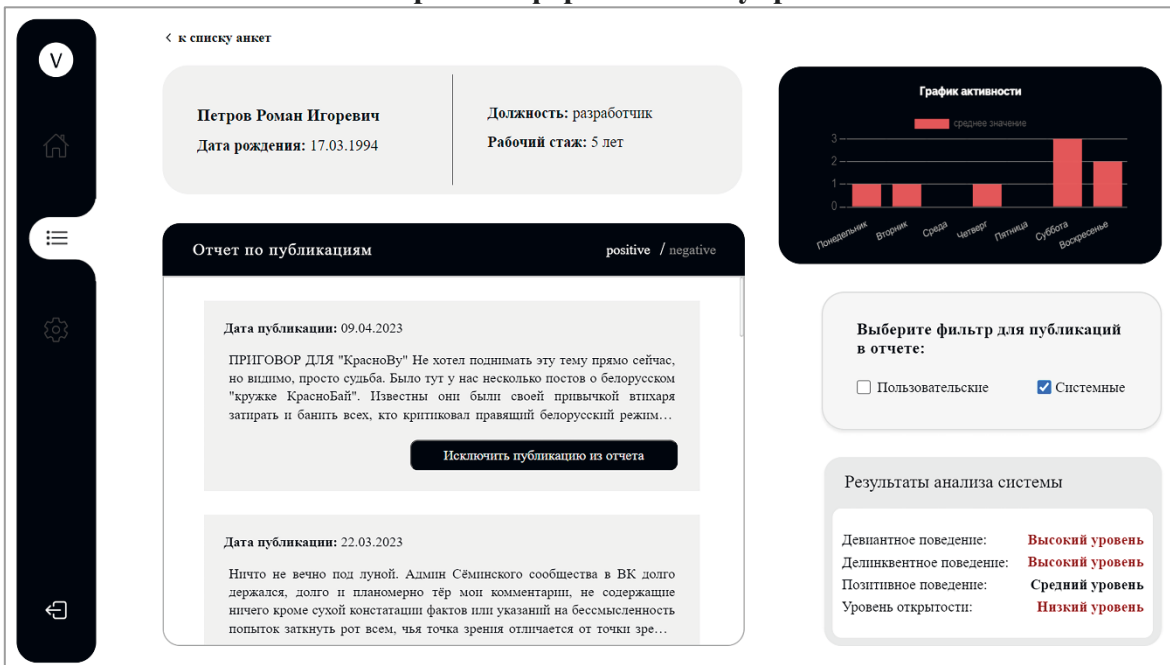 V
к списку анкет
Петров Роман Игоревич
Дата рождения: 17.03.1994
Должность: разработчик
Рабочий стаж: 5 лет
Отчет по публикациям
positive / negative
Дата публикации: 09.04.2023
ПРИГОВОР ДЛЯ "КрасноВу" Не хотел поднимать эту тему прямо сейчас,
но видимо, просто судьба. Было тут у нас несколько постов о белорусском
"кружке КрасноБай". Известны они были своей привычкой втихаря
затирать и банить всех, кто критиковал правящий белорусский режим…
Исключить публикацию из отчета
Дата публикации: 22.03.2023
Ничто не вечно под луной. Админ Сёминского сообщества в ВК долго
держался, долго и планомерно тёр мои комментарии, не содержащие
ничего кроме сухой констатации фактов или указаний на бессмысленность
попыток заткнуть рот всем, чья точка зрения отличается от точки зре…
График активности
среднее значение
3
2
1
0
Понедельник
Вторник
Среда
Четверг
Пятница
Суббота
Воскресенье
Выберите фильтр для публикаций
в отчете:
Пользовательские
Системные
Результаты анализа системы
Девиантное поведение: Высокий уровень
Делинквентное поведение: Высокий уровень
Позитивное поведение: Средний уровень
Уровень открытости: Низкий уровень